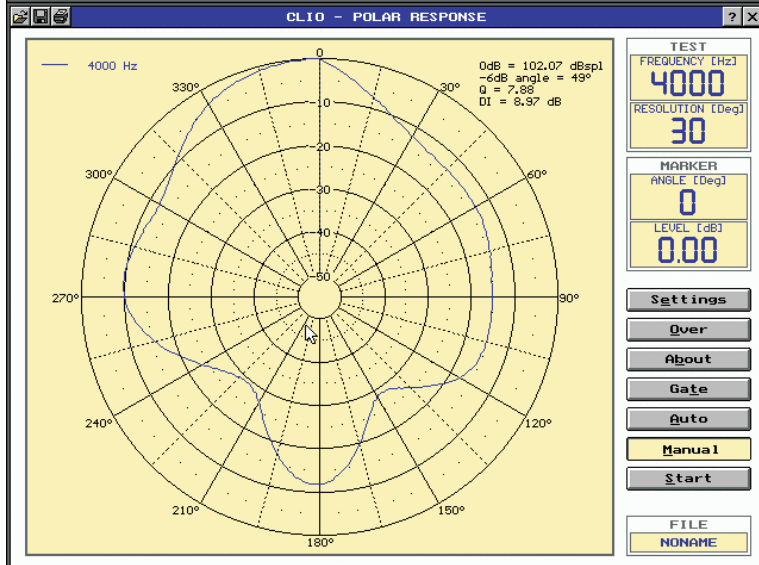 CLIO - POLAR RESPONSE
? ×
4000 Hz
0dB = 102.07 dBspl
-6dB angle = 49°
Q = 7.88
DI = 8.97 dB
0
330°
30°
-10
-20
300°
60°
-30
-40
-50
270°
90°
240°
120°
210°
150°
180°
TEST
FREQUENCY [Hz]
4000
RESOLUTION [Deg]
30
MARKER
ANGLE [Deg]
0
LEVEL [dB]
0.00
Settings
Over
About
Gate
Auto
Manual
Start
FILE
NONAME